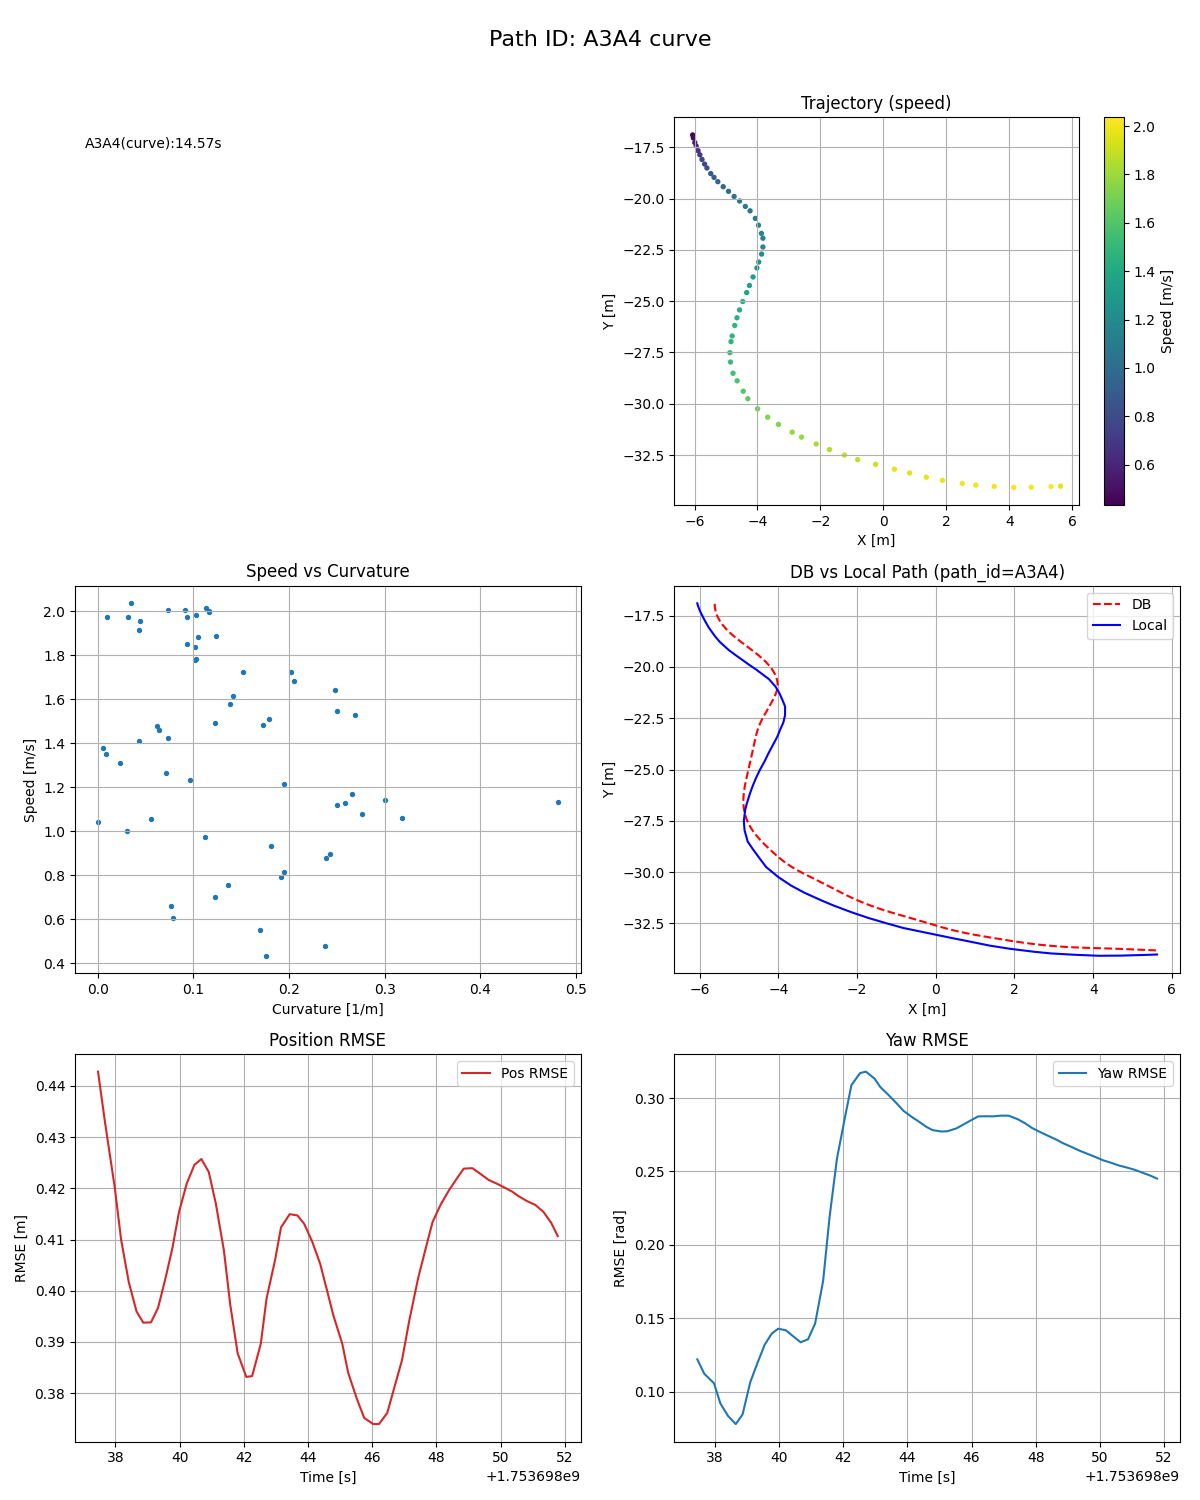 Path ID: A3A4 curve
A3A4(curve):14.57s
Trajectory (speed)
−17.5
−20.0
−22.5
−25.0
−27.5
−30.0
−32.5
Y [m]
−6 −4 −2 0 2 4 6
X [m]
2.0
1.8
1.6
1.4
1.2
1.0
0.8
0.6
Speed [m/s]
Speed vs Curvature
2.0
1.8
1.6
1.4
1.2
1.0
0.8
0.6
0.4
Speed [m/s]
0.0 0.1 0.2 0.3 0.4 0.5
Curvature [1/m]
DB vs Local Path (path_id=A3A4)
DB
Local
−17.5
−20.0
−22.5
−25.0
−27.5
−30.0
−32.5
Y [m]
−6 −4 −2 0 2 4 6
X [m]
Position RMSE
Pos RMSE
0.44
0.43
0.42
0.41
0.40
0.39
0.38
RMSE [m]
38 40 42 44 46 48 50 52
Time [s]
+1.753698e9
Yaw RMSE
Yaw RMSE
0.30
0.25
0.20
0.15
0.10
RMSE [rad]
38 40 42 44 46 48 50 52
Time [s]
+1.753698e9